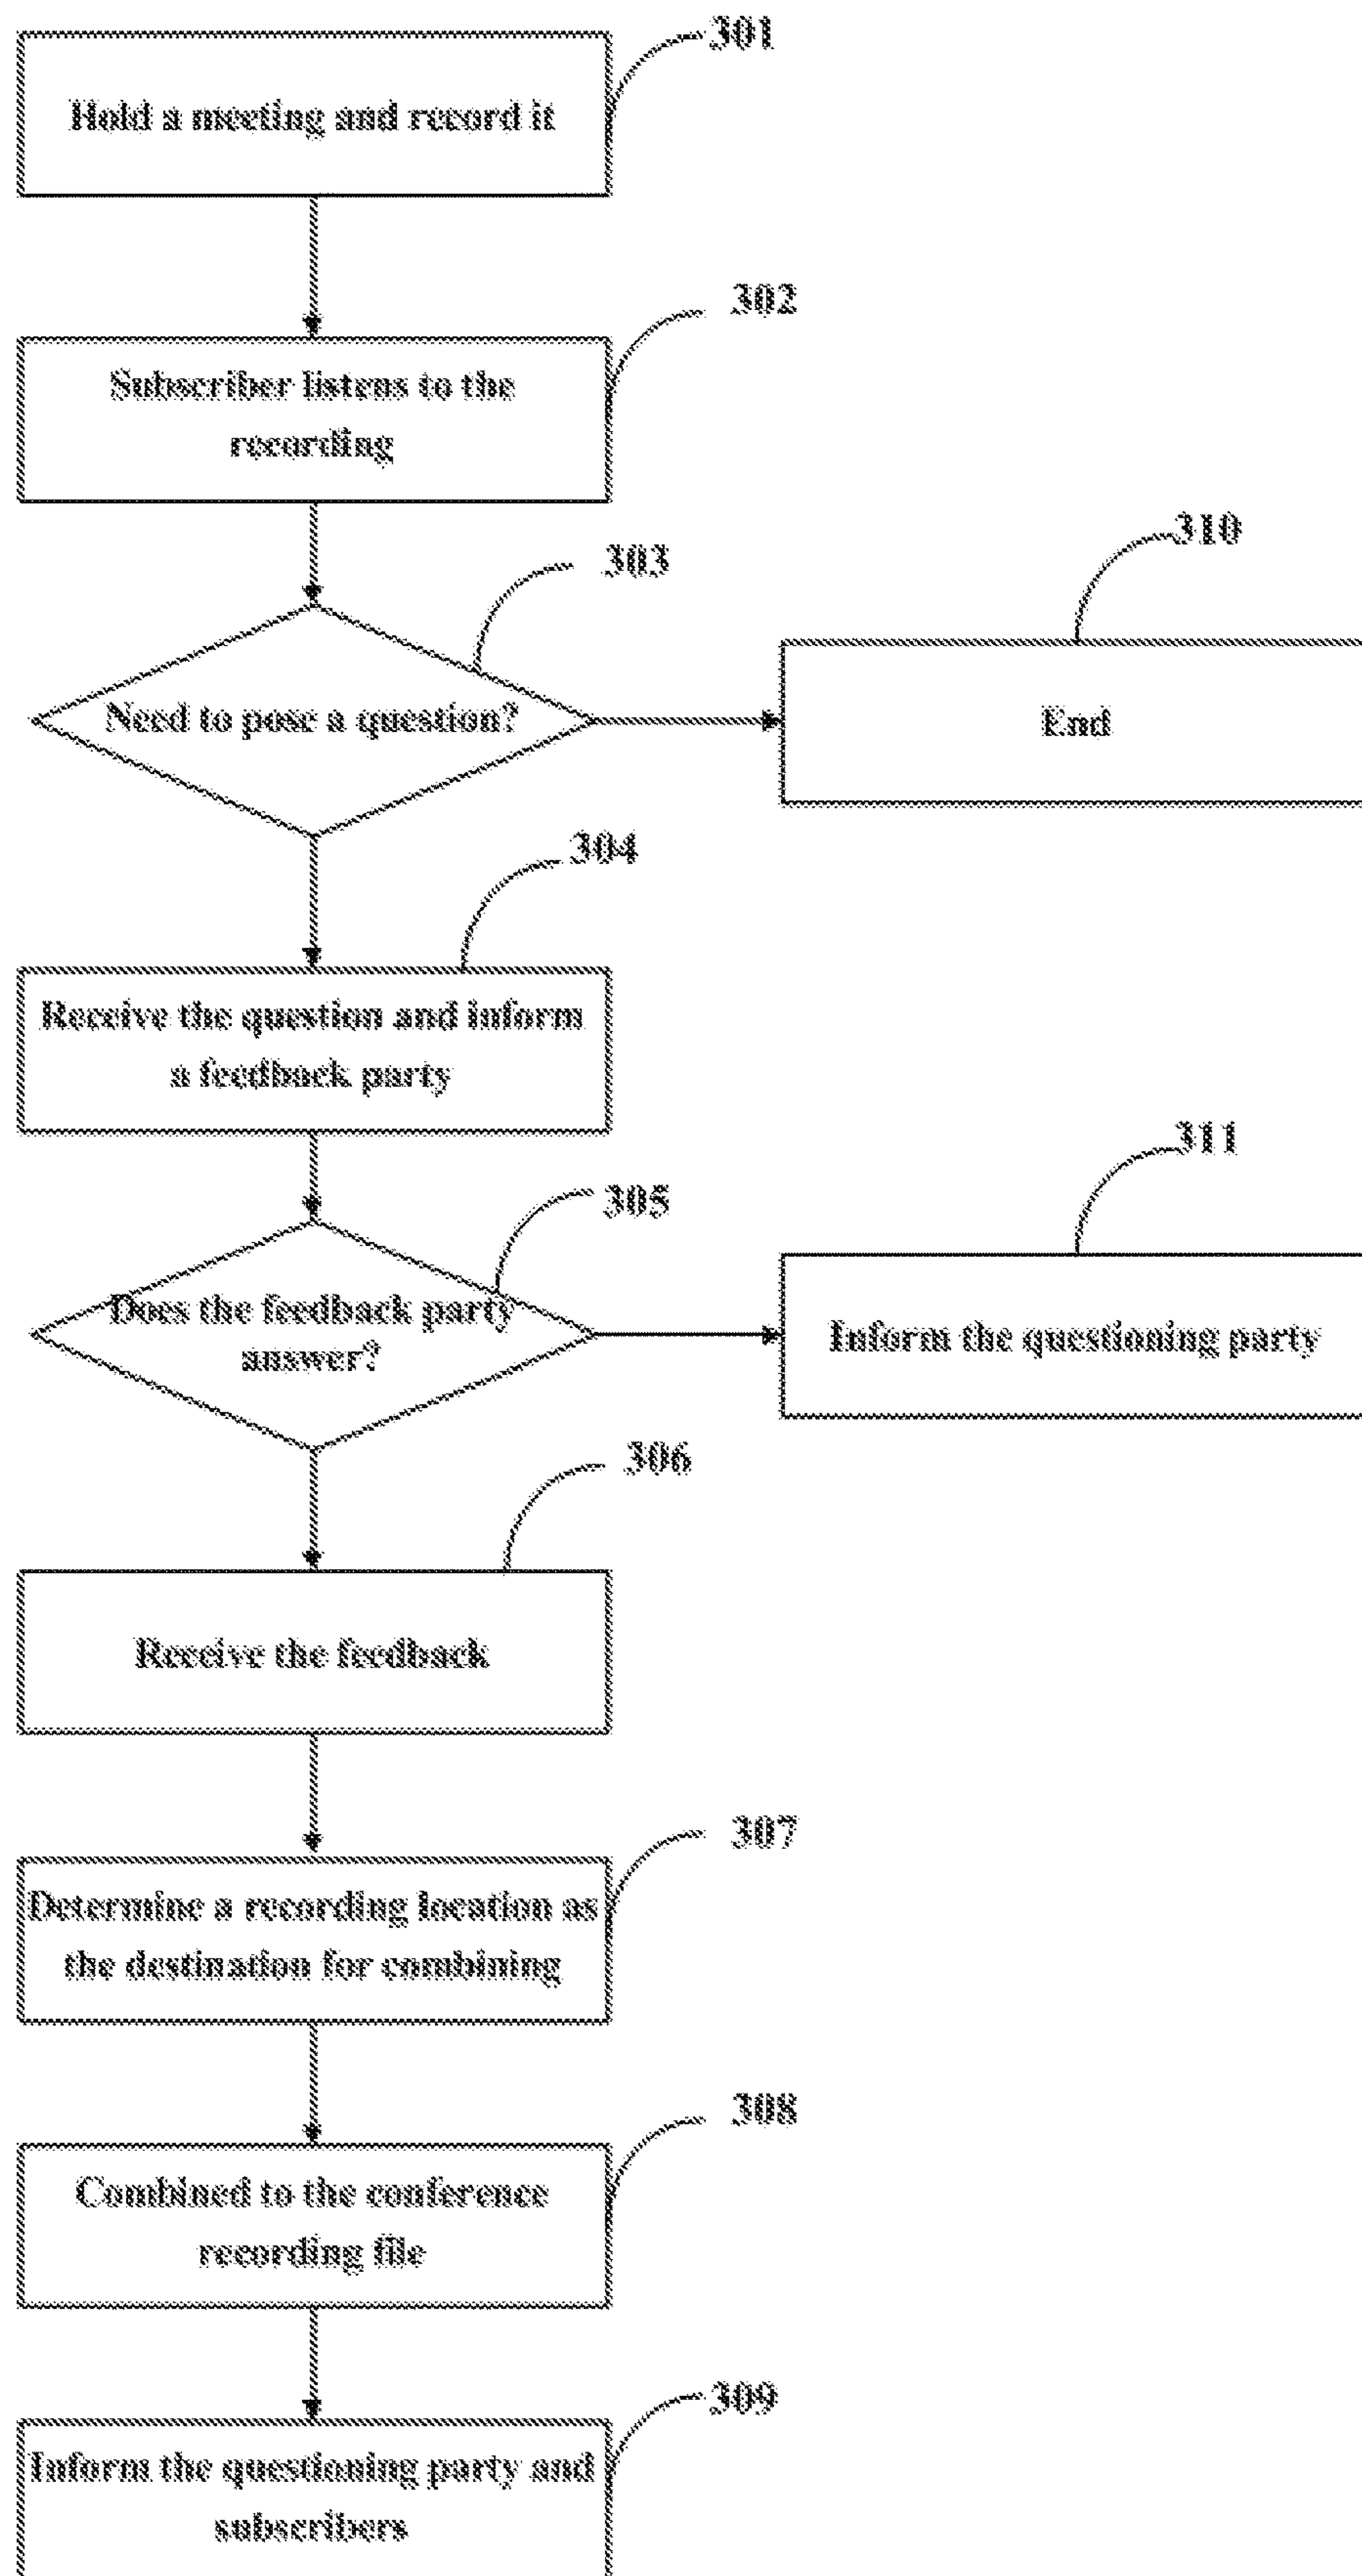 301
Hold a meeting and record it
302
Subscriber listens to the
recording
303
310
Need to pose a question?
End
304
Receive the question and inform
a feedback party
311
305
Does the feedback party
answer?
Inform the questioning party
306
Receive the feedback
307
Determine a recording location as
the destination for combining
308
Combined to the conference
recording file
309
Inform the questioning party and
subscribers